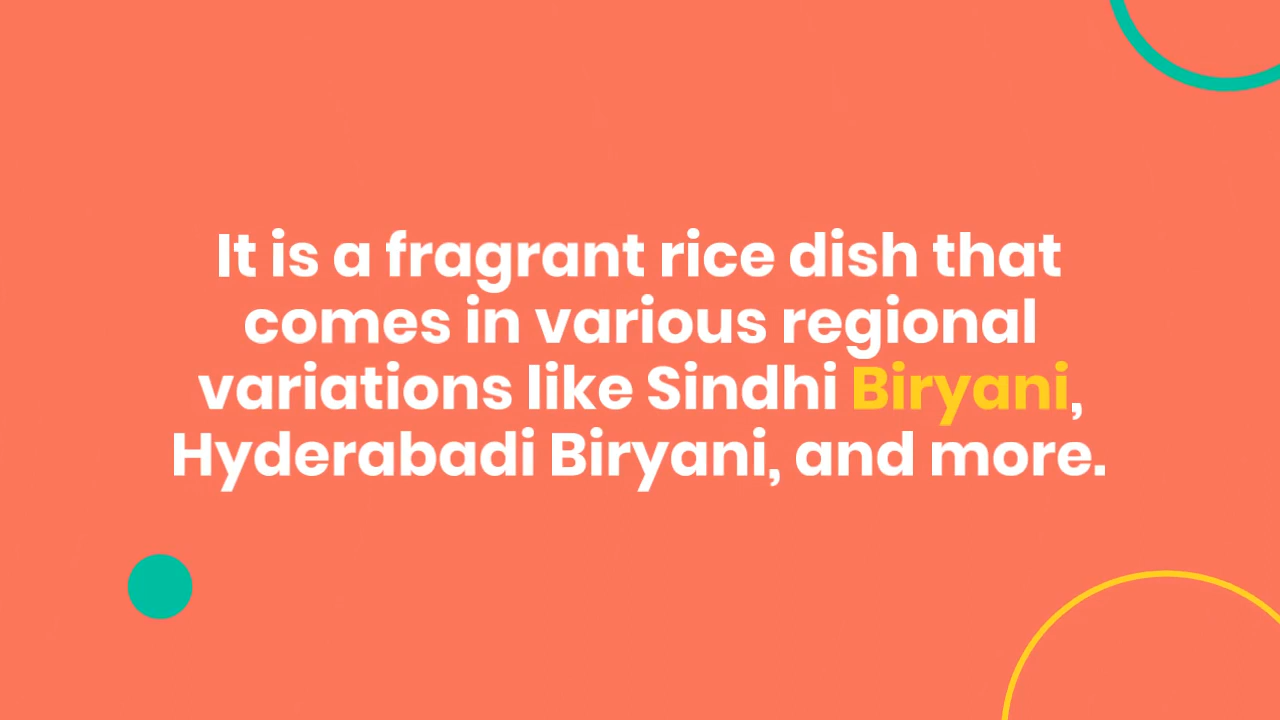 It is a fragrant rice dish that
comes in various regional
variations like Sindhi Biryani,
Hyderabadi Biryani, and more.